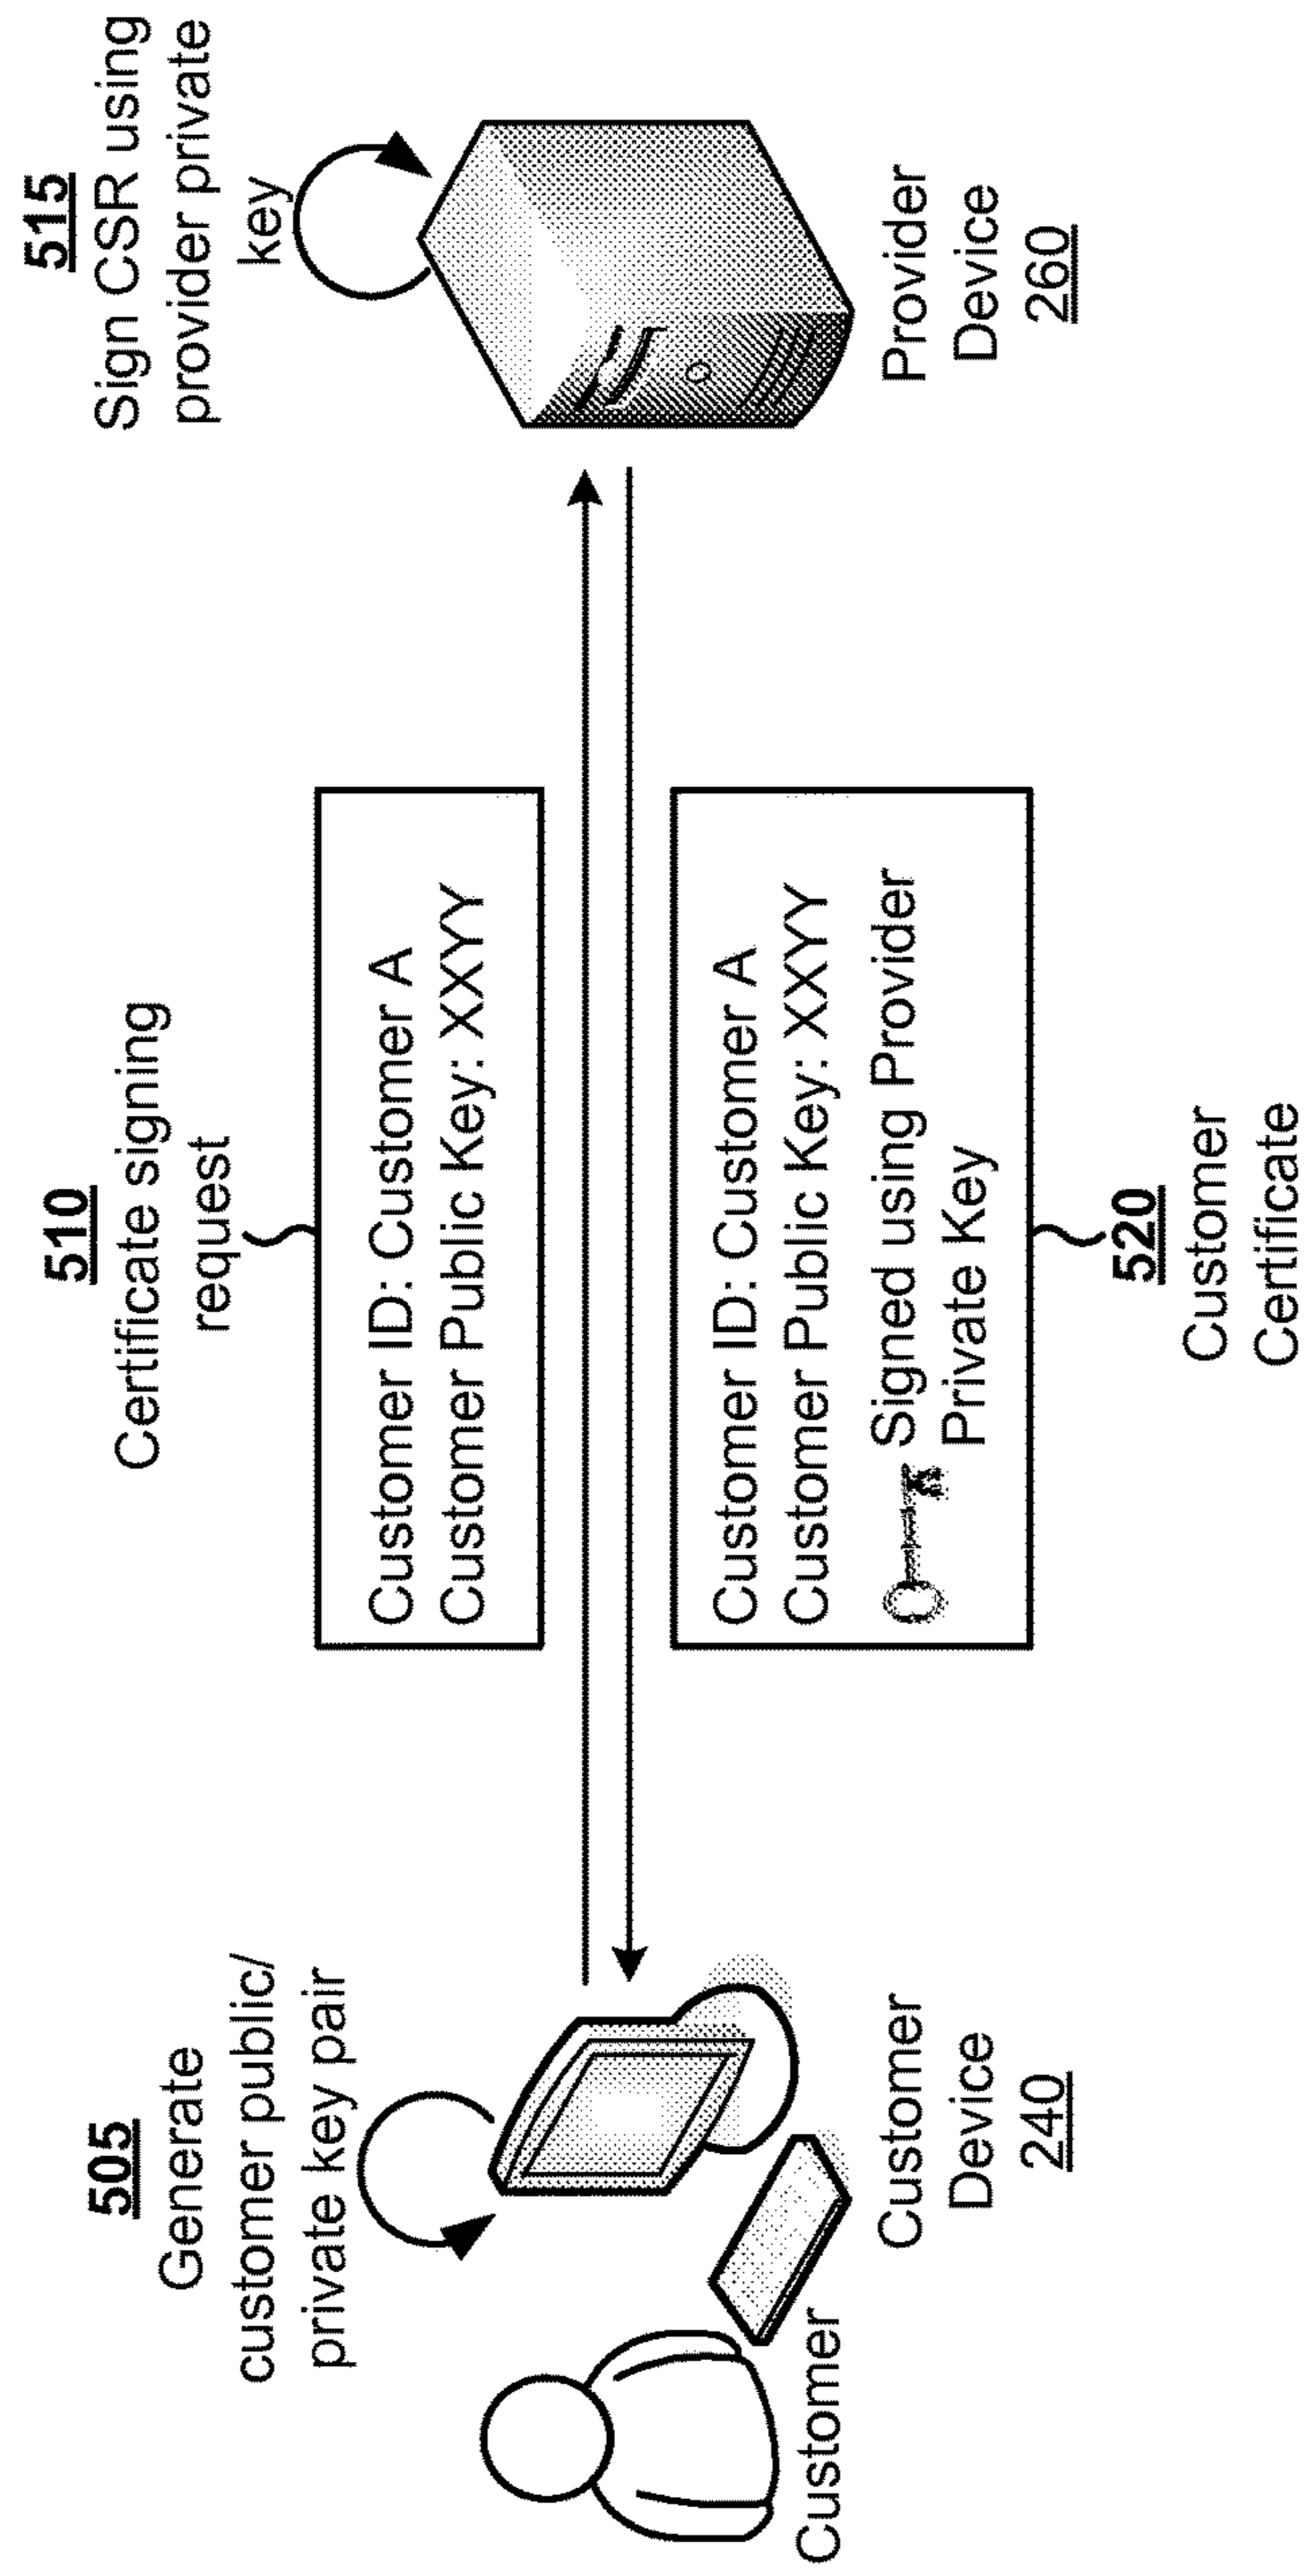 505
Generate
customer public/
private key pair
510
Certificate signing
request
515
Sign CSR using
provider private
key
Customer ID: Customer A
Customer Public Key: XXYY
Customer ID: Customer A
Customer Public Key: XXYY
Signed using Provider
Private Key
Customer
Customer
Device
240
520
Customer
Certificate
Provider
Device
260